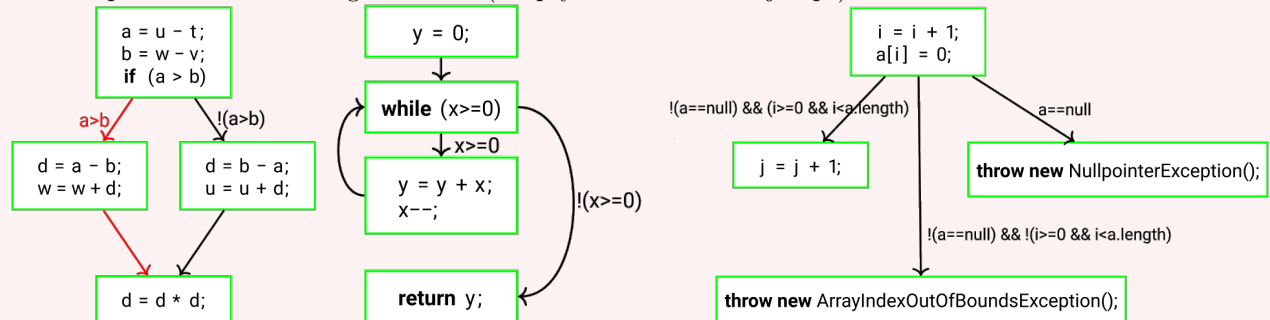 a = u - t;
b = w - v;
if (a > b)
a>b
!(a>b)
d = a - b;
w = w + d;
d = b - a;
u = u + d;
d = d * d;
y = 0;
while (x>=0)
x>=0
y = y + x;
x--;
!(x>=0)
return y;
i = i + 1;
a[i] = 0;
!(a==null) && (i>=0 && i<a.length)
a==null
j = j + 1;
throw new NullpointerException();
!(a==null) && !(i>=0 && i<a.length)
throw new ArrayIndexOutOfBoundsException();